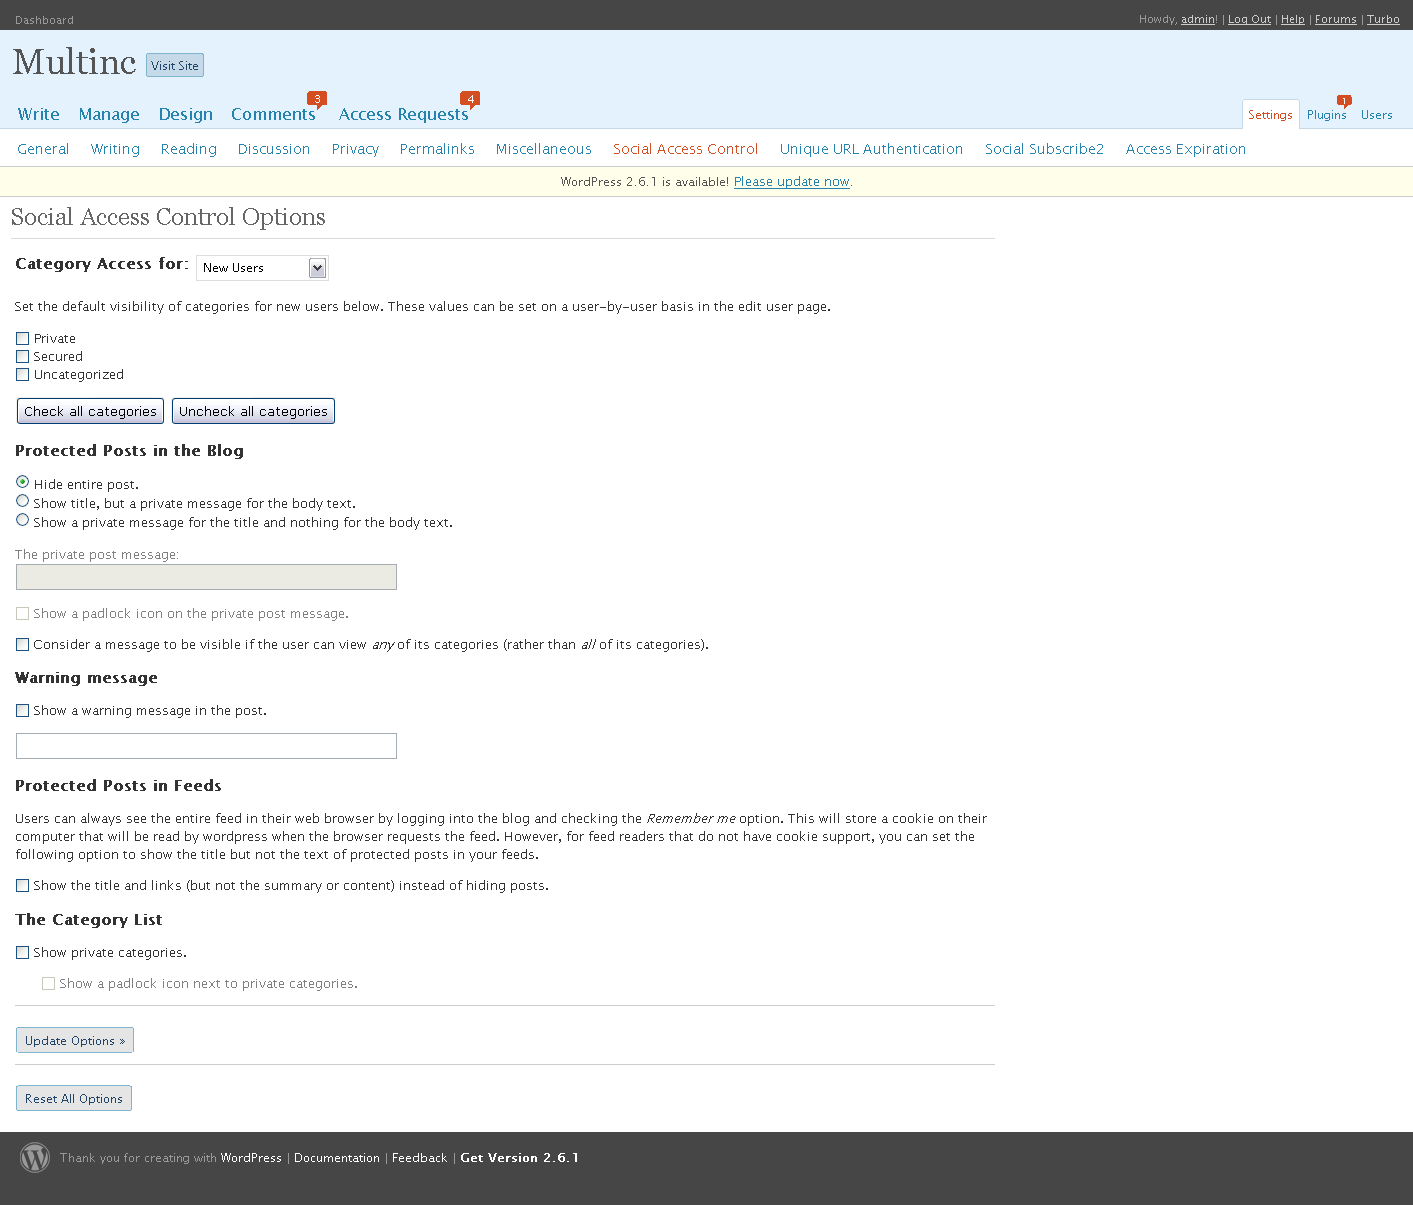 Dashboard
Howdy, admin! | Log Out | Help | Forums | Turbo
Multinc Visit Site
Write Manage Design Comments 3 Access Requests 4 Settings Plugins 1 Users
General Writing Reading Discussion Privacy Permalinks Miscellaneous Social Access Control Unique URL Authentication Social Subscribe2 Access Expiration
WordPress 2.6.1 is available! Please update now.
Social Access Control Options
Category Access for: New Users
Set the default visibility of categories for new users below. These values can be set on a user-by-user basis in the edit user page.
Private
Secured
Uncategorized
Check all categories Uncheck all categories
Protected Posts in the Blog
Hide entire post.
Show title, but a private message for the body text.
Show a private message for the title and nothing for the body text.
The private post message:
Show a padlock icon on the private post message.
Consider a message to be visible if the user can view any of its categories (rather than all of its categories).
Warning message
Show a warning message in the post.
Protected Posts in Feeds
Users can always see the entire feed in their web browser by logging into the blog and checking the Remember me option. This will store a cookie on their
computer that will be read by wordpress when the browser requests the feed. However, for feed readers that do not have cookie support, you can set the
following option to show the title but not the text of protected posts in your feeds.
Show the title and links (but not the summary or content) instead of hiding posts.
The Category List
Show private categories.
Show a padlock icon next to private categories.
Update Options »
Reset All Options
Thank you for creating with WordPress | Documentation | Feedback | Get Version 2.6.1